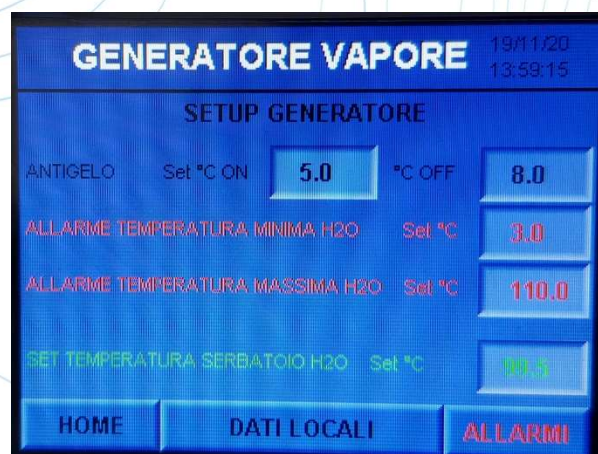 GENERATORE VAPORE 19/11/20
13:59:15
SETUP GENERATORE
ANTIGELO Set °C ON 5.0 °C OFF 8.0
ALLARME TEMPERATURA MINIMA H2O Set °C 3.0
ALLARME TEMPERATURA MASSIMA H2O Set °C 110.0
SET TEMPERATURA SERBATOIO H2O Set °C 99.5
HOME DATI LOCALI ALLARMI